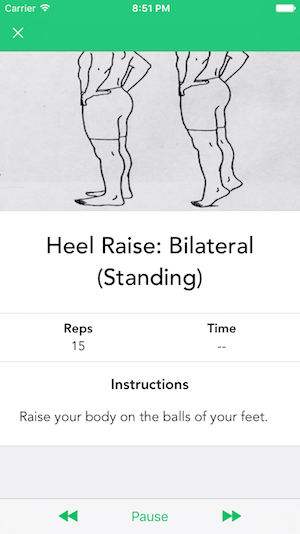 Carrier 8:51 PM
Heel Raise: Bilateral
(Standing)
Reps Time
15 --
Instructions
Raise your body on the balls of your feet.
Pause